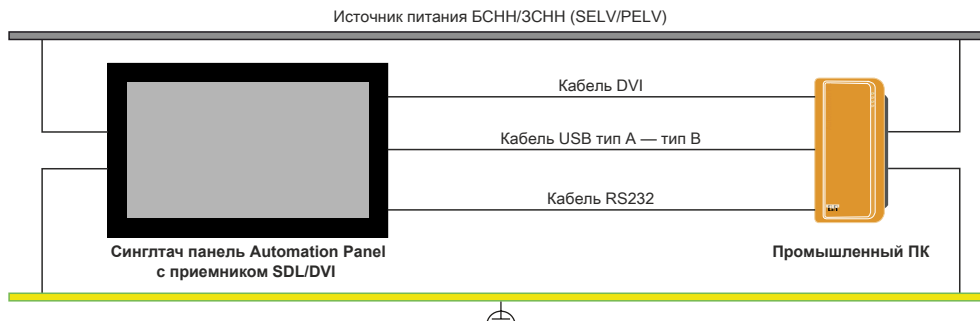 Источник питания БСНН/ЗСНН (SELV/PELV)
Кабель DVI
Кабель USB тип A — тип B
Кабель RS232
Синглтач панель Automation Panel
с приемником SDL/DVI
Промышленный ПК